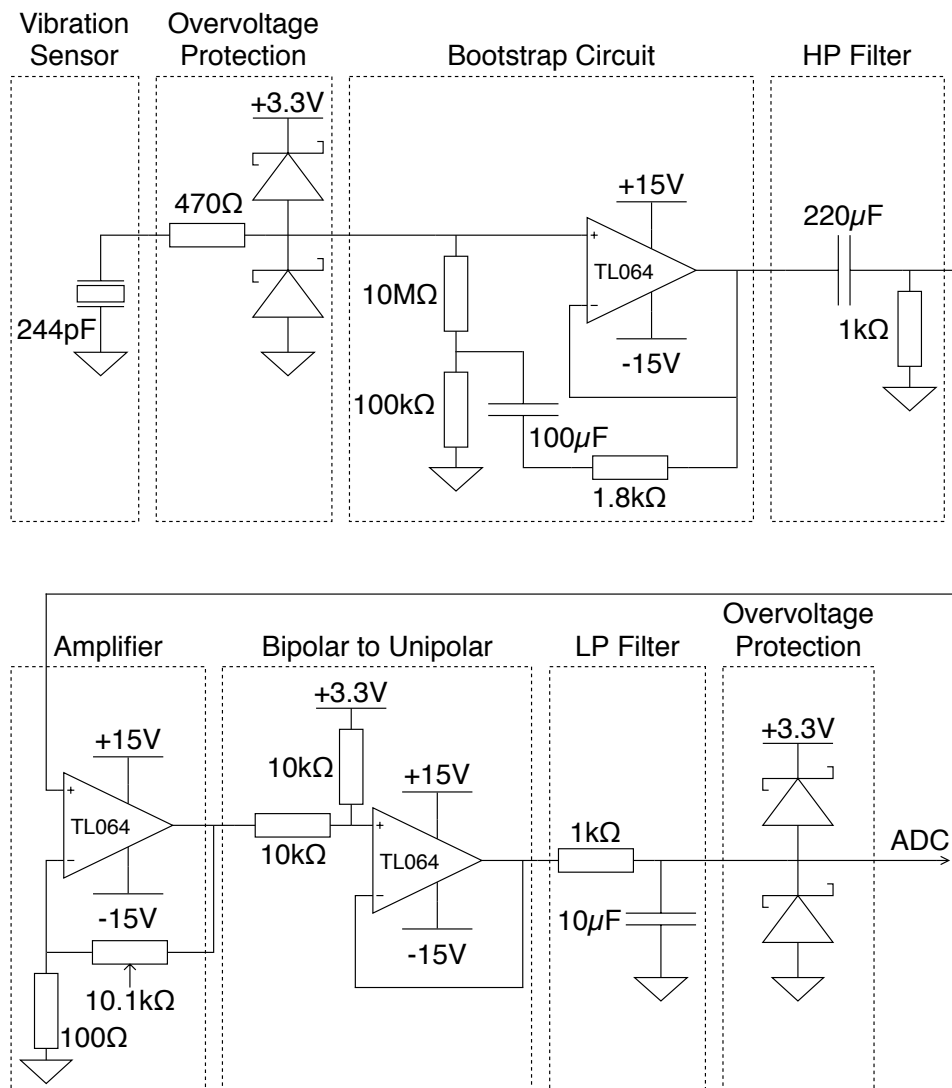 Vibration
Sensor
Overvoltage
Protection
Bootstrap Circuit
HP Filter
+3.3V
470Ω
244pF
+15V
+
TL064
−
-15V
10MΩ
100kΩ
100µF
1.8kΩ
220µF
1kΩ
Amplifier
Bipolar to Unipolar
LP Filter
Overvoltage
Protection
+15V
+
TL064
−
-15V
10.1kΩ
100Ω
+3.3V
10kΩ
10kΩ
+15V
+
TL064
−
-15V
1kΩ
10µF
+3.3V
ADC